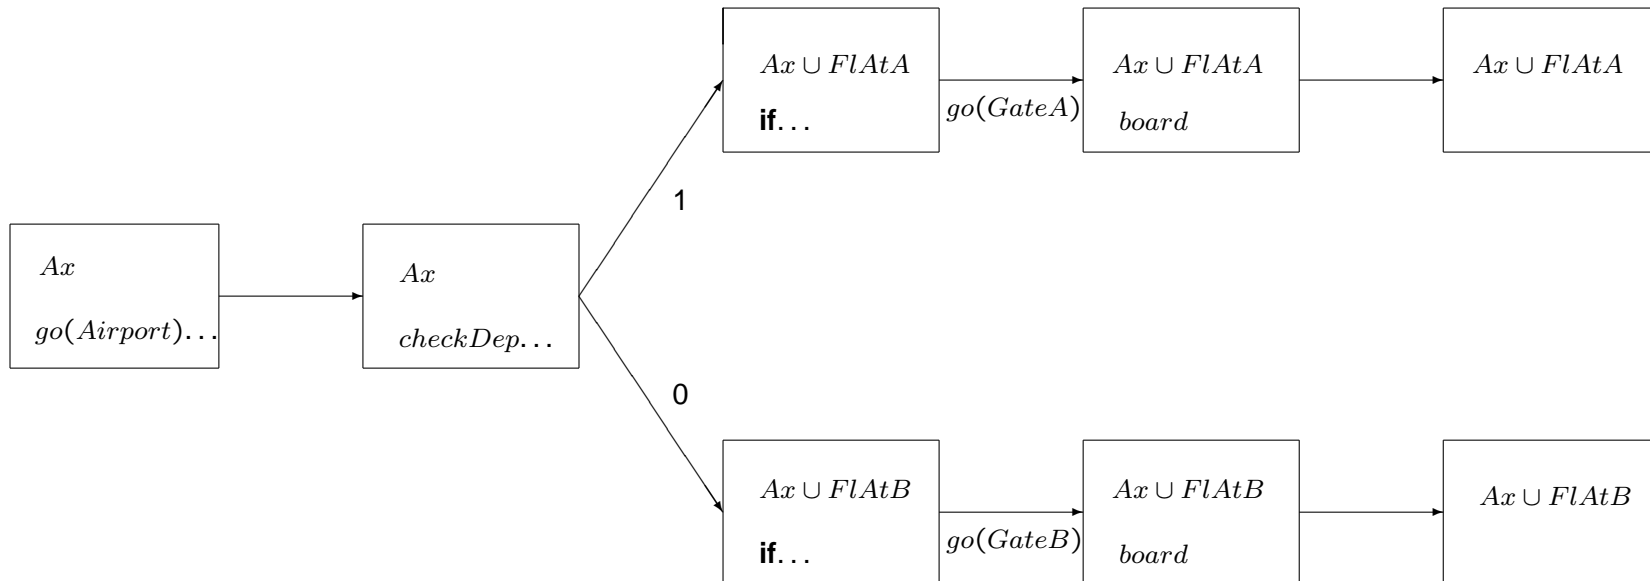 Ax ∪ FlAtA
if...
go(GateA)
Ax ∪ FlAtA
board
Ax ∪ FlAtA
1
Ax
go(Airport)...
Ax
checkDep...
0
Ax ∪ FlAtB
if...
go(GateB)
Ax ∪ FlAtB
board
Ax ∪ FlAtB